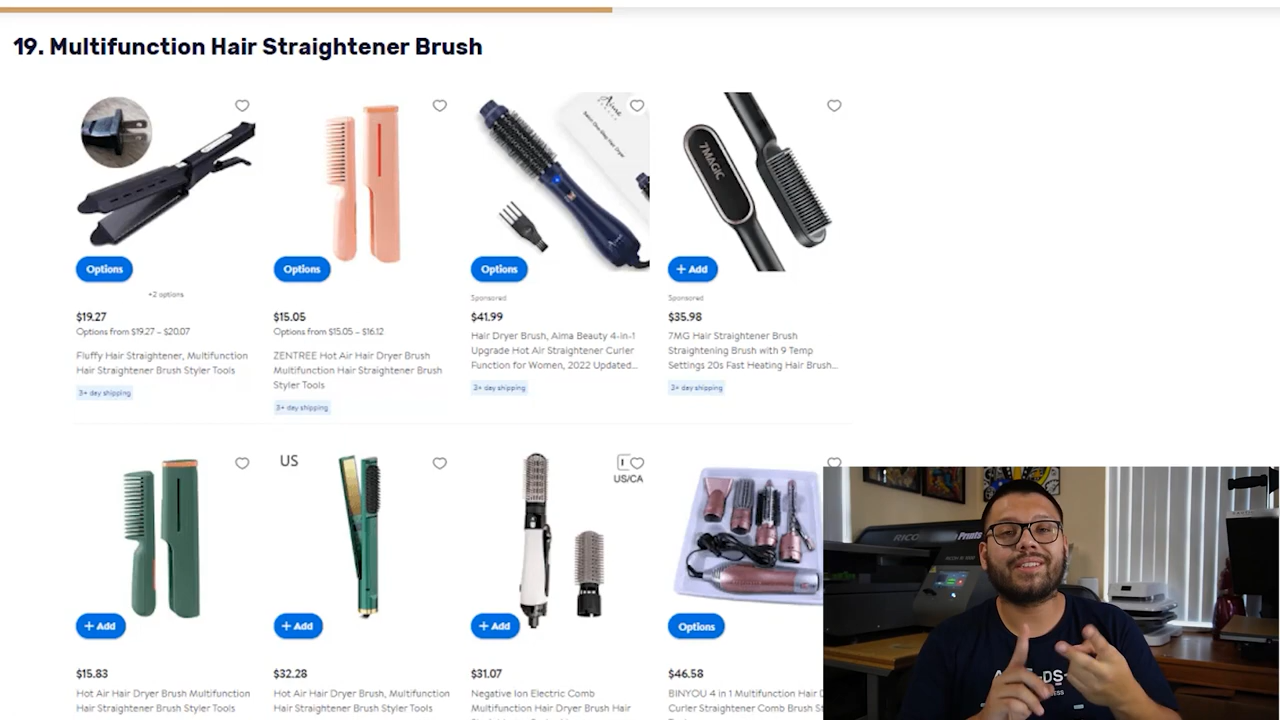 19. Multifunction Hair Straightener Brush
Options
Options
Options
+ Add
+2 options
Sponsored
Sponsored
$19.27
$15.05
$41.99
$35.98
Options from $19.27 – $20.07
Options from $15.05 – $16.12
Fluffy Hair Straightener, Multifunction
Hair Straightener Brush Styler Tools
3+ day shipping
ZENTREE Hot Air Hair Dryer Brush
Multifunction Hair Straightener Brush
Styler Tools
3+ day shipping
Hair Dryer Brush, Aima Beauty 4-in-1
Upgrade Hot Air Straightener Curler
Function for Women, 2022 Updated...
3+ day shipping
7MG Hair Straightener Brush
Straightening Brush with 9 Temp
Settings 20s Fast Heating Hair Brush...
3+ day shipping
7MAGIC
US
US/CA
+ Add
+ Add
+ Add
Options
$15.83
$32.28
$31.07
$46.58
Hot Air Hair Dryer Brush Multifunction
Hair Straightener Brush Styler Tools
Hot Air Hair Dryer Brush, Multifunction
Hair Straightener Brush Styler Tools
Negative Ion Electric Comb
Multifunction Hair Dryer Brush Hair
BINYOU 4 in 1 Multifunction Hair D
Curler Straightener Comb Brush St
RICO
Prints